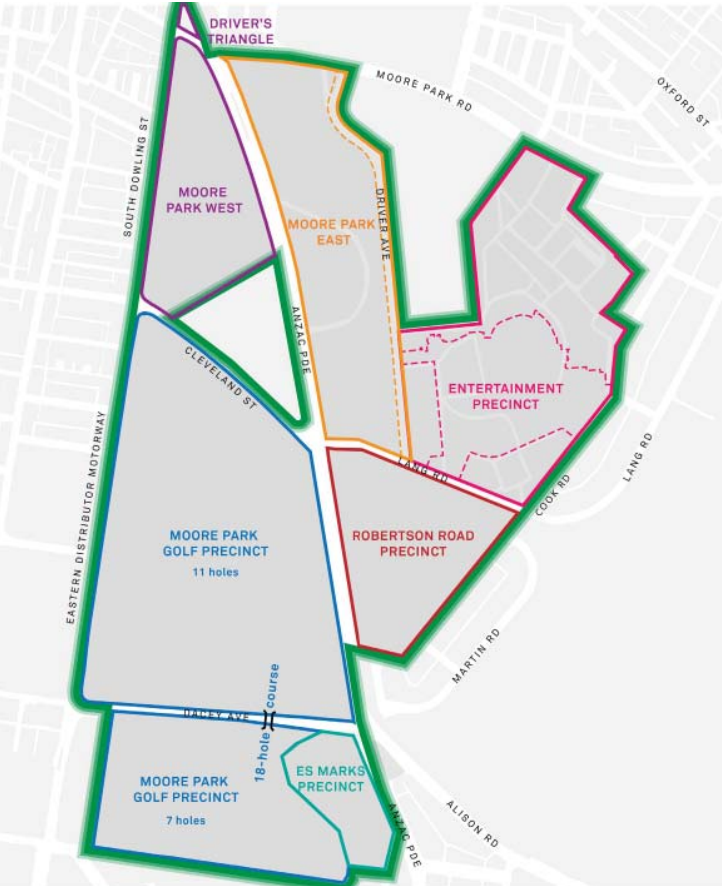 DRIVER'S
TRIANGLE
MOORE PARK RD
OXFORD ST
SOUTH DOWLING ST
MOORE
PARK WEST
MOORE PARK
EAST
DRIVER AVE
ANZAC PDE
CLEVELAND ST
ENTERTAINMENT
PRECINCT
LANG RD
LANG RD
COOK RD
EASTERN DISTRIBUTOR MOTORWAY
MOORE PARK
GOLF PRECINCT
11 holes
ROBERTSON ROAD
PRECINCT
MARTIN RD
DACEY AVE
18-hole course
MOORE PARK
GOLF PRECINCT
7 holes
ES MARKS
PRECINCT
ANZAC PDE
ALISON RD